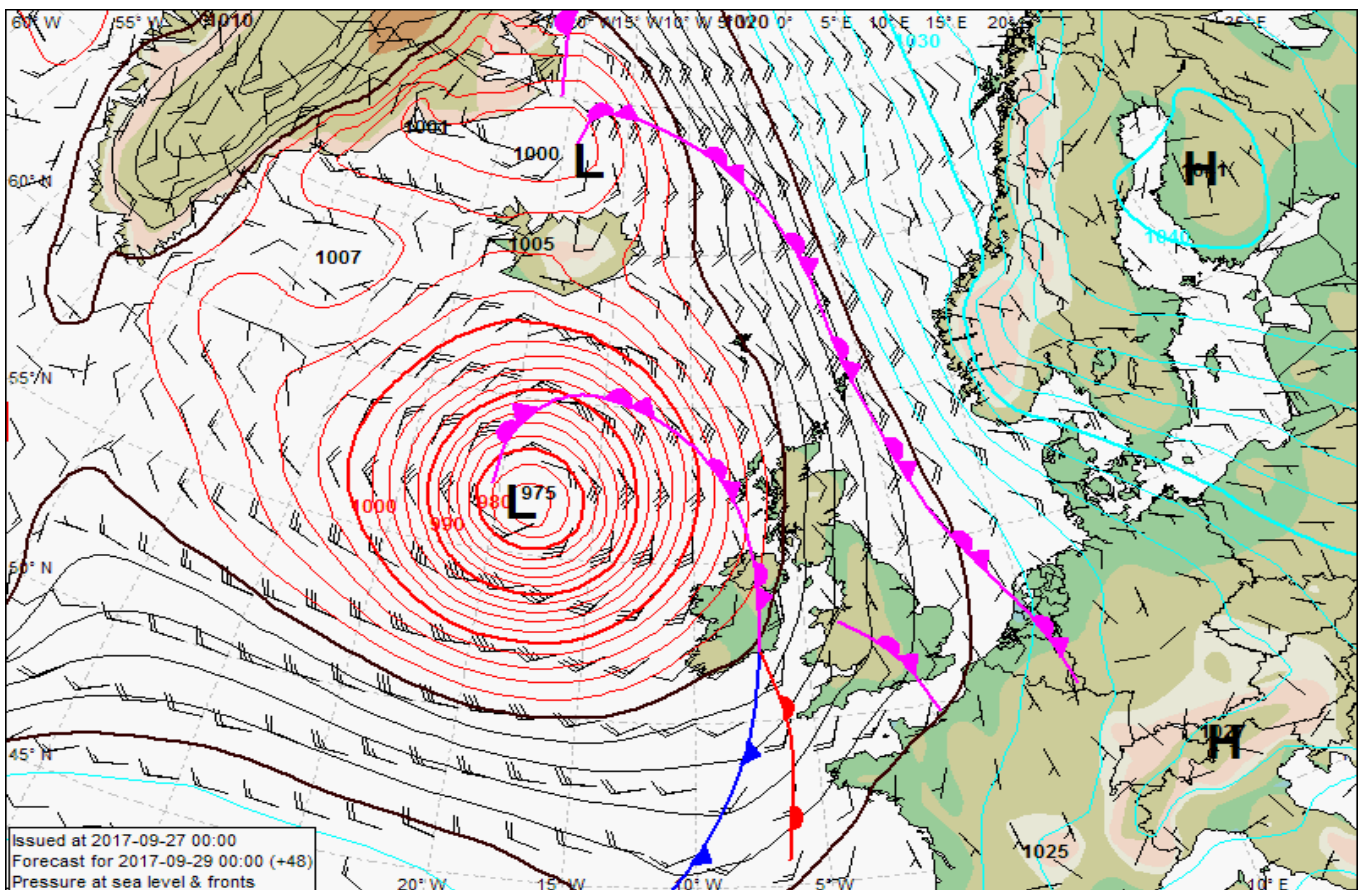 60° W
55° W
1010
15° W
10° W
5° W
1020
0°
5° E
10° E
15° E
20°
25° E
1030
1001
1000
L
H
60° N
1040
1005
1007
55° N
L
975
980
1000
990
50° N
45° N
H
1025
Issued at 2017-09-27 00:00
Forecast for 2017-09-29 00:00 (+48)
Pressure at sea level & fronts
20° W
15° W
10° W
5° W
10° E